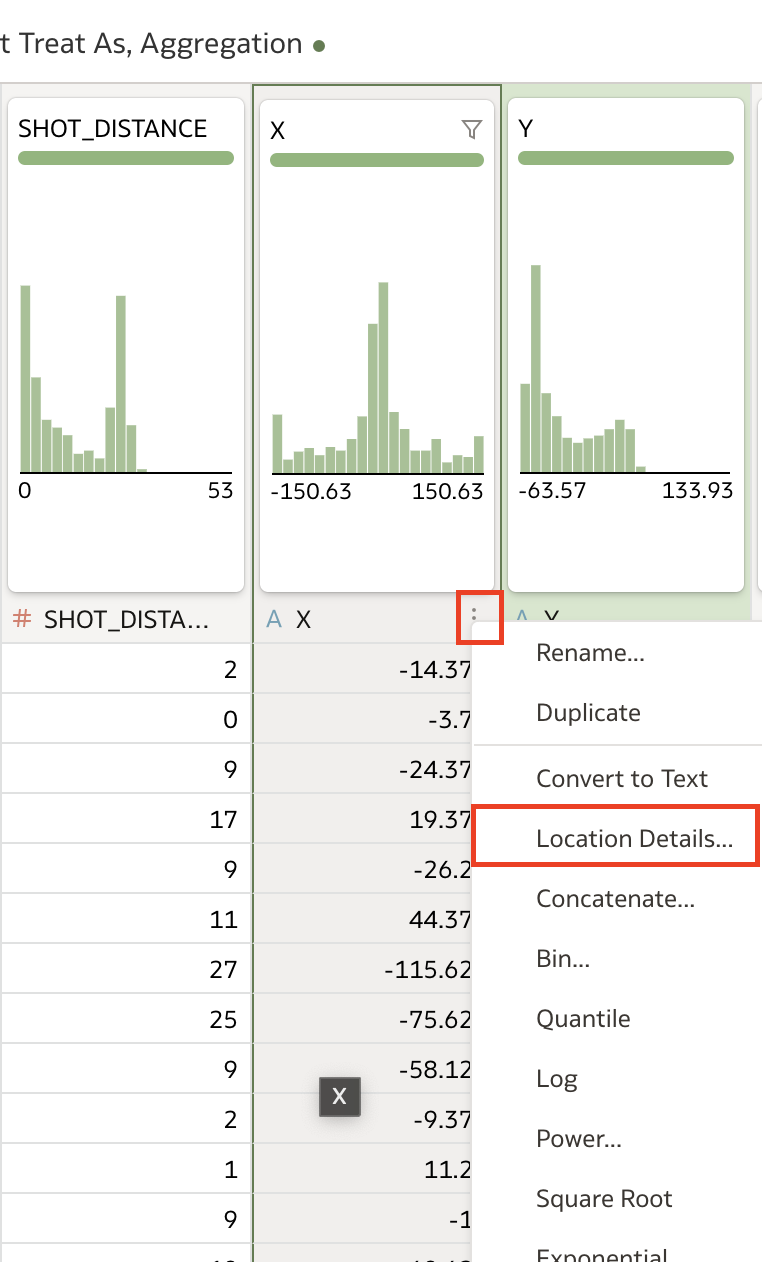 t Treat As, Aggregation
SHOT_DISTANCE
X
Y
0 53
-150.63 150.63
-63.57 133.93
# SHOT_DISTA...
A X
A Y
2 -14.37
0 -3.7
9 -24.37
17 19.37
9 -26.2
11 44.37
27 -115.62
25 -75.62
9 -58.12
2 -9.37
1 11.2
9 -1
X
Rename...
Duplicate
Convert to Text
Location Details...
Concatenate...
Bin...
Quantile
Log
Power...
Square Root
Exponential